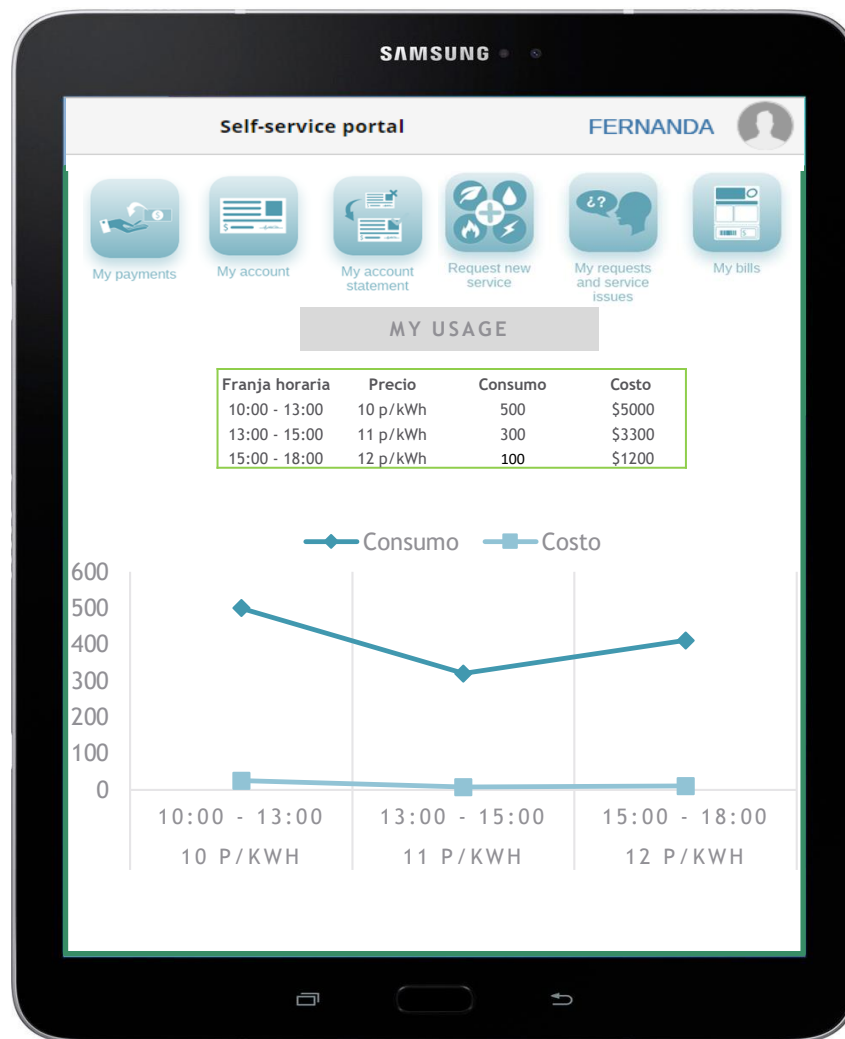 SAMSUNG
Self-service portal FERNANDA
¿?
$
$
$
My payments My account My account statement Request new service My requests and service issues My bills
MY USAGE
Franja horaria Precio Consumo Costo
10:00 - 13:00 10 p/kWh 500 $5000
13:00 - 15:00 11 p/kWh 300 $3300
15:00 - 18:00 12 p/kWh 100 $1200
Consumo Costo
600
500
400
300
200
100
0
10:00 - 13:00 13:00 - 15:00 15:00 - 18:00
10 P/KWH 11 P/KWH 12 P/KWH